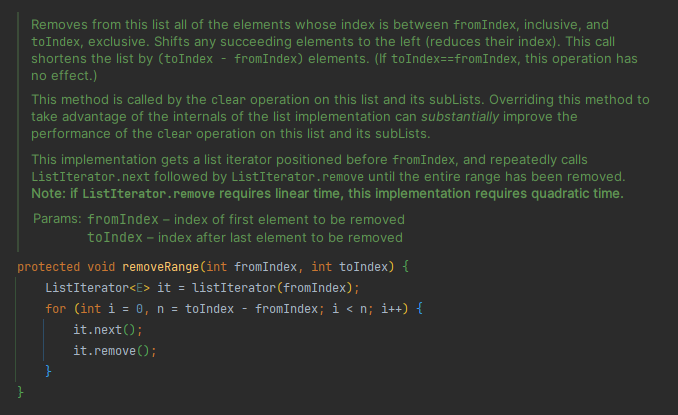 Removes from this list all of the elements whose index is between fromIndex, inclusive, and
toIndex, exclusive. Shifts any succeeding elements to the left (reduces their index). This call
shortens the list by (toIndex - fromIndex) elements. (If toIndex==fromIndex, this operation has
no effect.)
This method is called by the clear operation on this list and its subLists. Overriding this method to
take advantage of the internals of the list implementation can substantially improve the
performance of the clear operation on this list and its subLists.
This implementation gets a list iterator positioned before fromIndex, and repeatedly calls
ListIterator.next followed by ListIterator.remove until the entire range has been removed.
Note: if ListIterator.remove requires linear time, this implementation requires quadratic time.
Params: fromIndex – index of first element to be removed
toIndex – index after last element to be removed
protected void removeRange(int fromIndex, int toIndex) {
ListIterator<E> it = listIterator(fromIndex);
for (int i = 0, n = toIndex - fromIndex; i < n; i++) {
it.next();
it.remove();
}
}